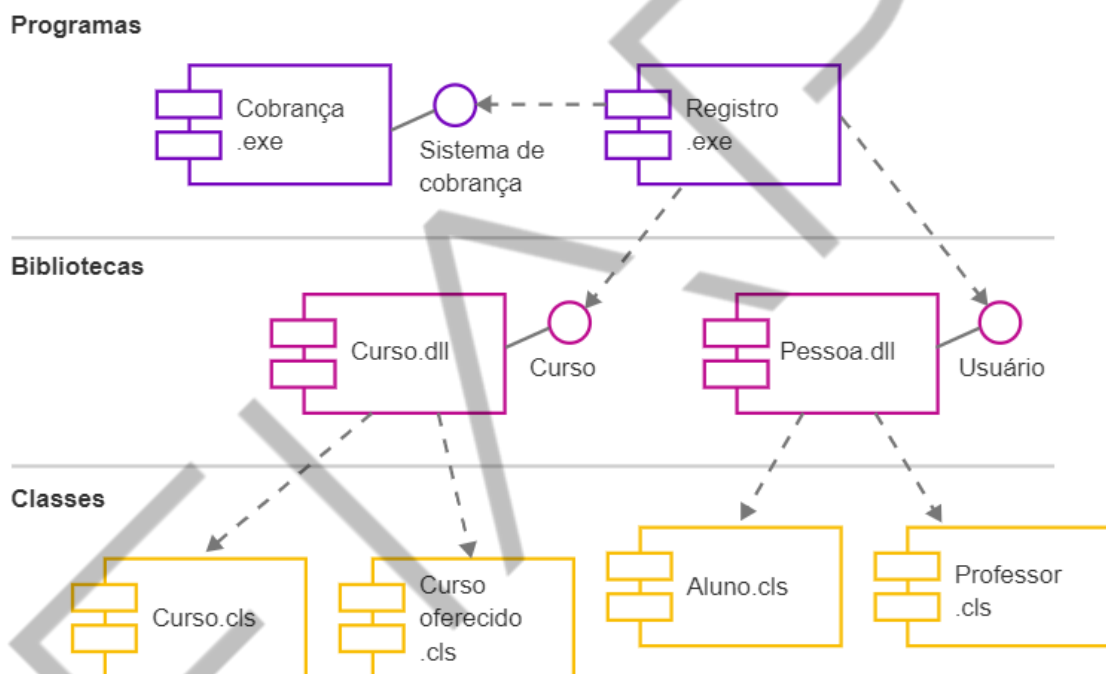 Programas
Cobrança
.exe
Sistema de
cobrança
Registro
.exe
Bibliotecas
Curso.dll
Curso
Pessoa.dll
Usuário
Classes
Curso.cls
Curso
oferecido
.cls
Aluno.cls
Professor
.cls